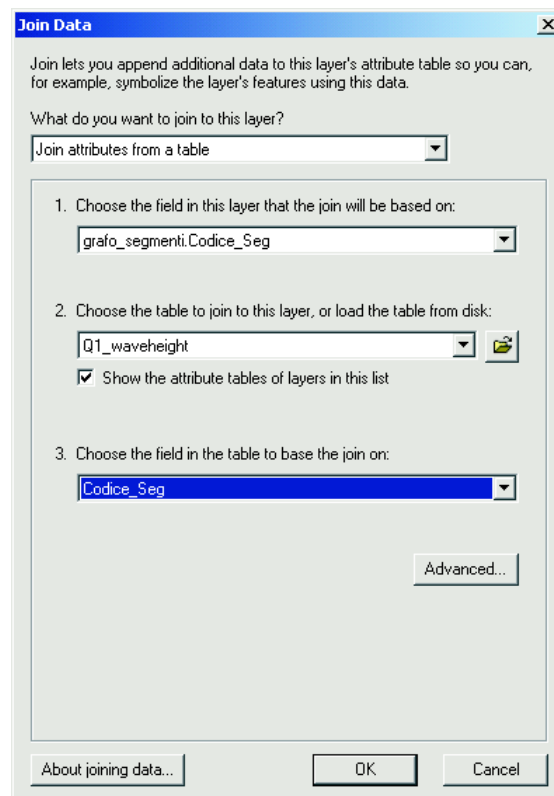 Join Data
Join lets you append additional data to this layer's attribute table so you can,
for example, symbolize the layer's features using this data.
What do you want to join to this layer?
Join attributes from a table
1. Choose the field in this layer that the join will be based on:
grafo_segmenti.Codice_Seg
2. Choose the table to join to this layer, or load the table from disk:
Q1_waveheight
Show the attribute tables of layers in this list
3. Choose the field in the table to base the join on:
Codice_Seg
Advanced...
About joining data...
OK
Cancel